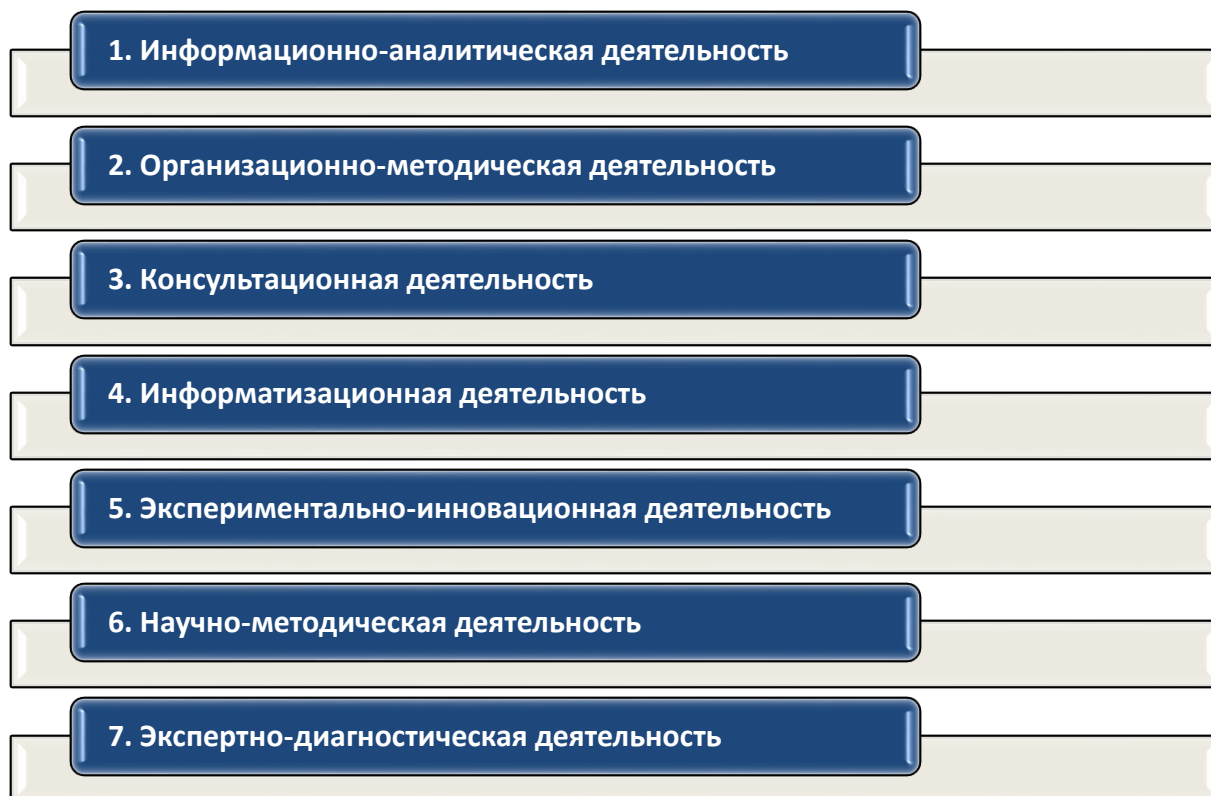 1. Информационно-аналитическая деятельность
2. Организационно-методическая деятельность
3. Консультационная деятельность
4. Информатизационная деятельность
5. Экспериментально-инновационная деятельность
6. Научно-методическая деятельность
7. Экспертно-диагностическая деятельность